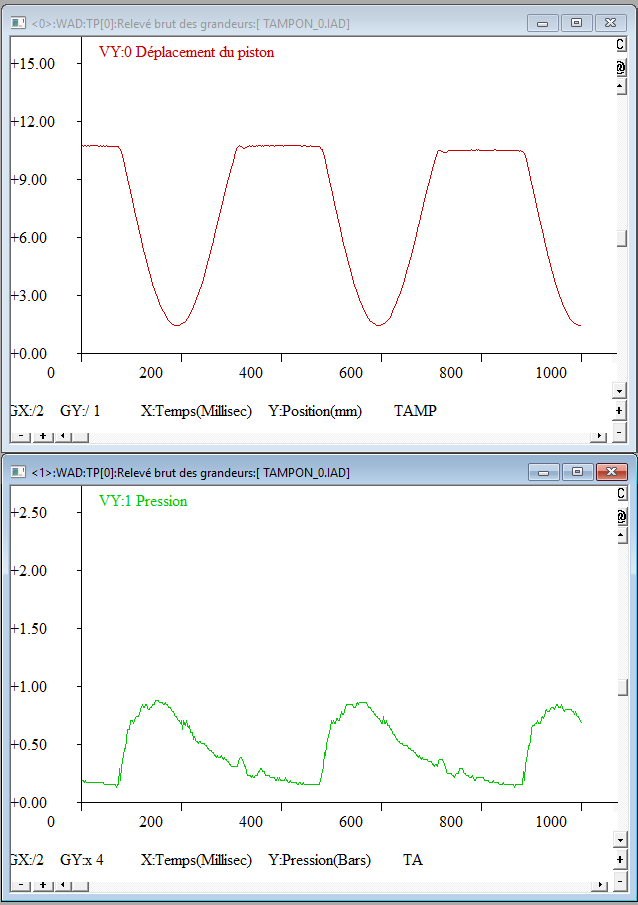 <0>:WAD:TP[0]:Relevé brut des grandeurs:[ TAMPON_0.IAD]
VY:0 Déplacement du piston
C
@
+15.00
+12.00
+9.00
+6.00
+3.00
+0.00
0 200 400 600 800 1000
GX:/2 GY:/ 1 X:Temps(Millisec) Y:Position(mm) TAMP
<1>:WAD:TP[0]:Relevé brut des grandeurs:[ TAMPON_0.IAD]
VY:1 Pression
C
@
+2.50
+2.00
+1.50
+1.00
+0.50
+0.00
0 200 400 600 800 1000
GX:/2 GY:x 4 X:Temps(Millisec) Y:Pression(Bars) TA